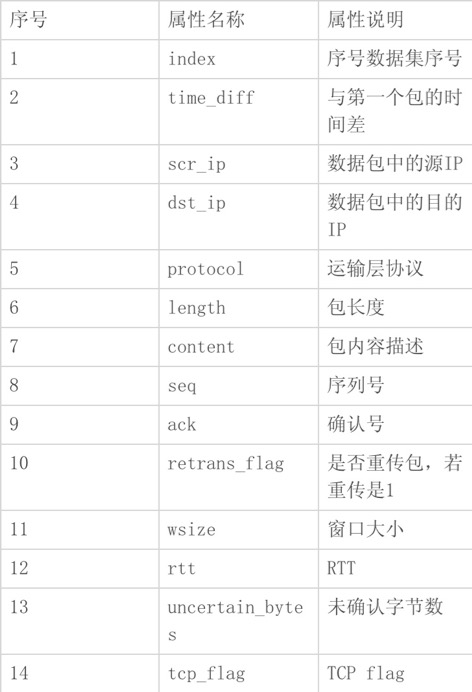 序号 属性名称 属性说明
1 index 序号数据集序号
2 time_diff 与第一个包的时
间差
3 scr_ip 数据包中的源IP
4 dst_ip 数据包中的目的
IP
5 protocol 运输层协议
6 length 包长度
7 content 包内容描述
8 seq 序列号
9 ack 确认号
10 retrans_flag 是否重传包，若
重传是1
11 wsize 窗口大小
12 rtt RTT
13 uncertain_byte 未确认字节数
s
14 tcp_flag TCP flag